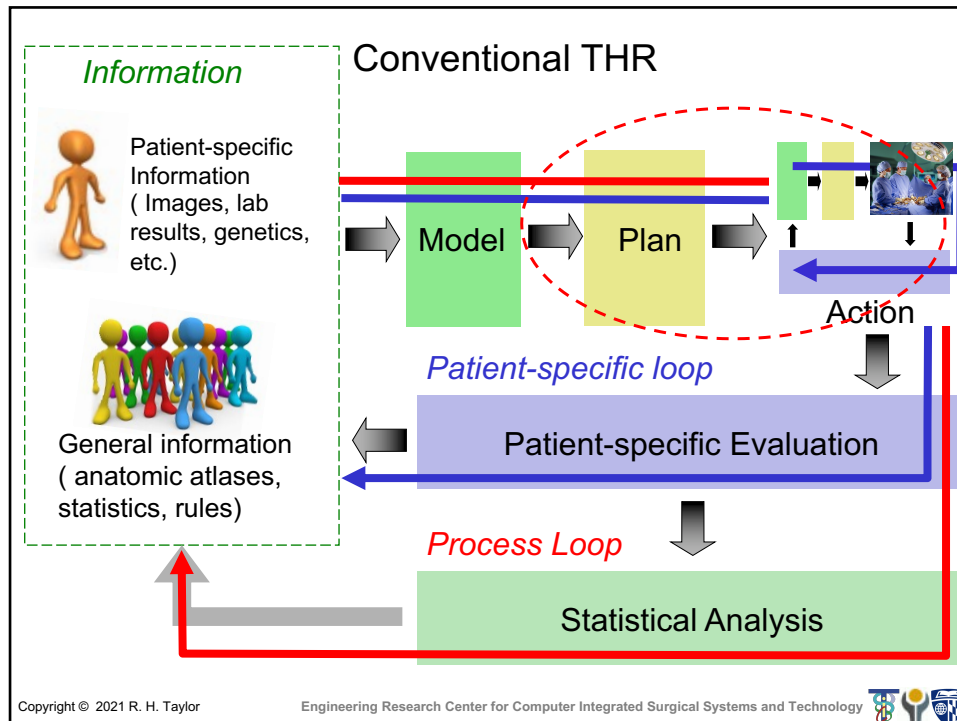 Conventional THR
Information
Patient-specific
Information
( Images, lab
results, genetics,
etc.)
Model
Plan
Action
Patient-specific loop
Patient-specific Evaluation
General information
( anatomic atlases,
statistics, rules)
Process Loop
Statistical Analysis
Copyright © 2021 R. H. Taylor
Engineering Research Center for Computer Integrated Surgical Systems and Technology